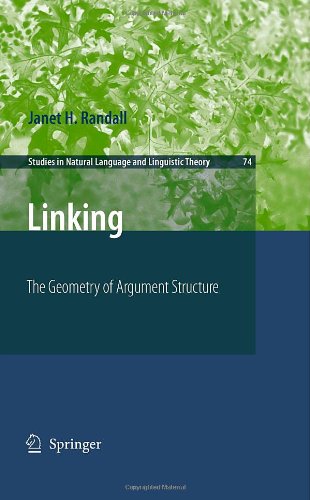 Janet H. Randall
Studies in Natural Language and Linguistic Theory 74
Linking
The Geometry of Argument Structure
Springer